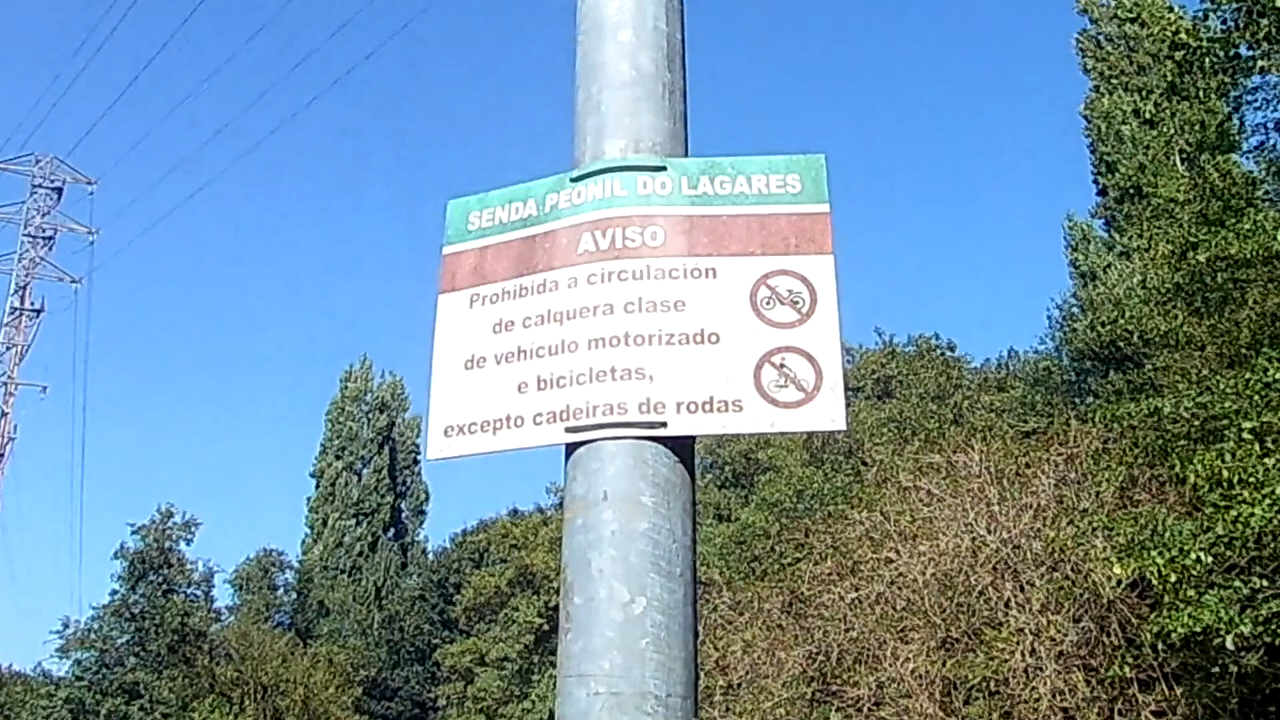 SENDA PEONIL DO LAGARES
AVISO
Prohibida a circulación
de calquera clase
de vehículo motorizado
e bicicletas,
excepto cadeiras de rodas